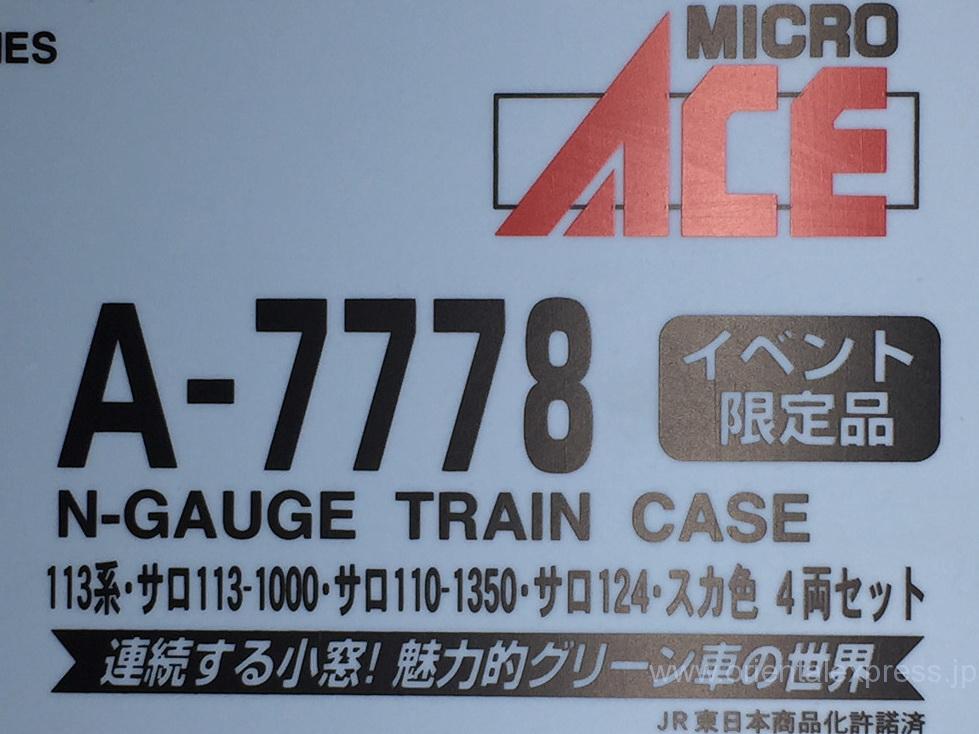 MICRO
ACE
A-7778
イベント
限定品
N-GAUGE TRAIN CASE
113系・サロ113-1000・サロ110-1350・サロ124・スカ色 4両セット
連続する小窓! 魅力的グリーン車の世界
www.orientalexpress.jp
JR東日本商品化許諾済